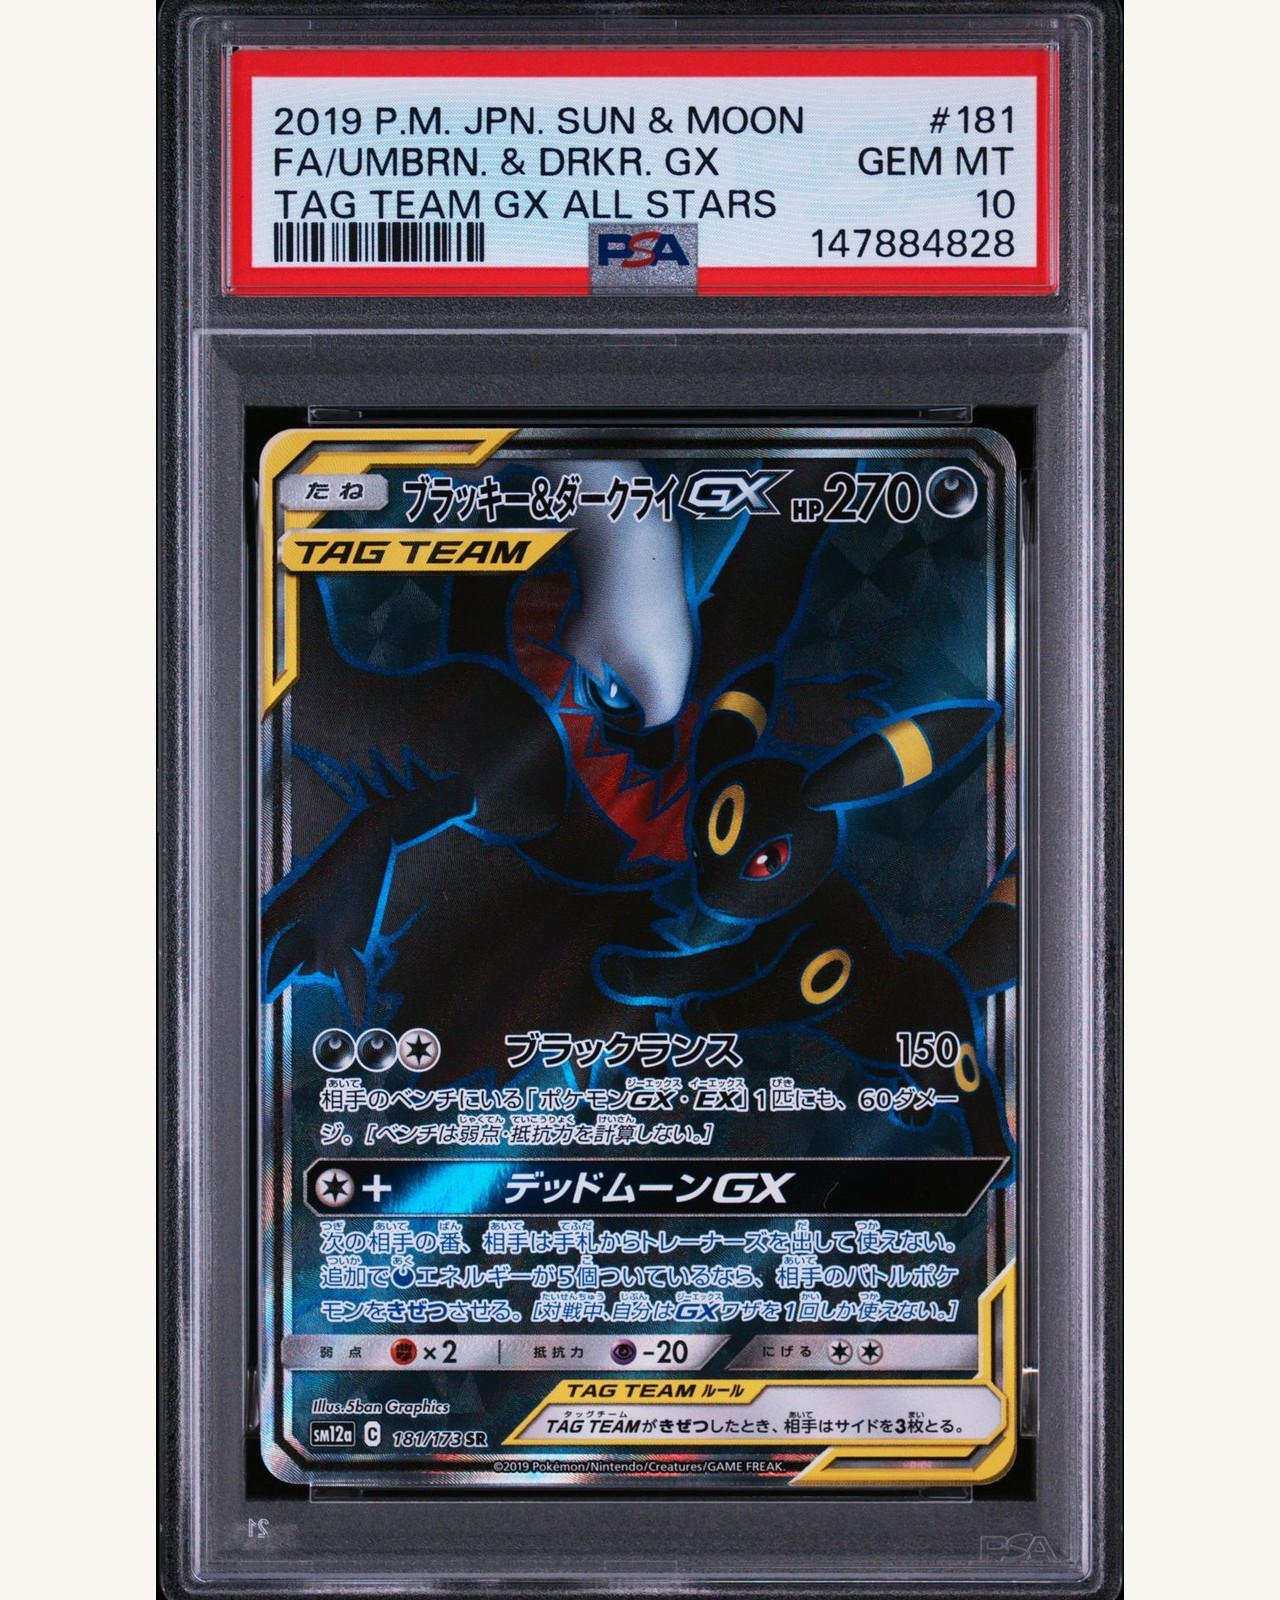 2019 P.M. JPN. SUN & MOON #181
FA/UMBRN. & DRKR. GX GEM MT
TAG TEAM GX ALL STARS 10
PSA 147884828
たね ブラッキー&ダークライGX HP270
TAG TEAM
ブラックランス 150
相手のベンチにいる「ポケモンGX・EX」1匹にも、60ダメー
ジ。[ベンチは弱点・抵抗力を計算しない。]
+ デッドムーンGX
次の相手の番、相手は手札からトレーナーズを出して使えない。
追加でエネルギーが5個ついているなら、相手のバトルポケ
モンをきぜつさせる。[対戦中、自分はGXワザを1回しか使えない。]
弱点 ×2 抵抗力 -20 にげる
TAG TEAM ルール
Illus.5ban Graphics
TAG TEAMがきぜつしたとき、相手はサイドを3枚とる。
SM12a C 181/173 SR
©2019 Pokémon/Nintendo/Creatures/GAME FREAK.
21
PSA